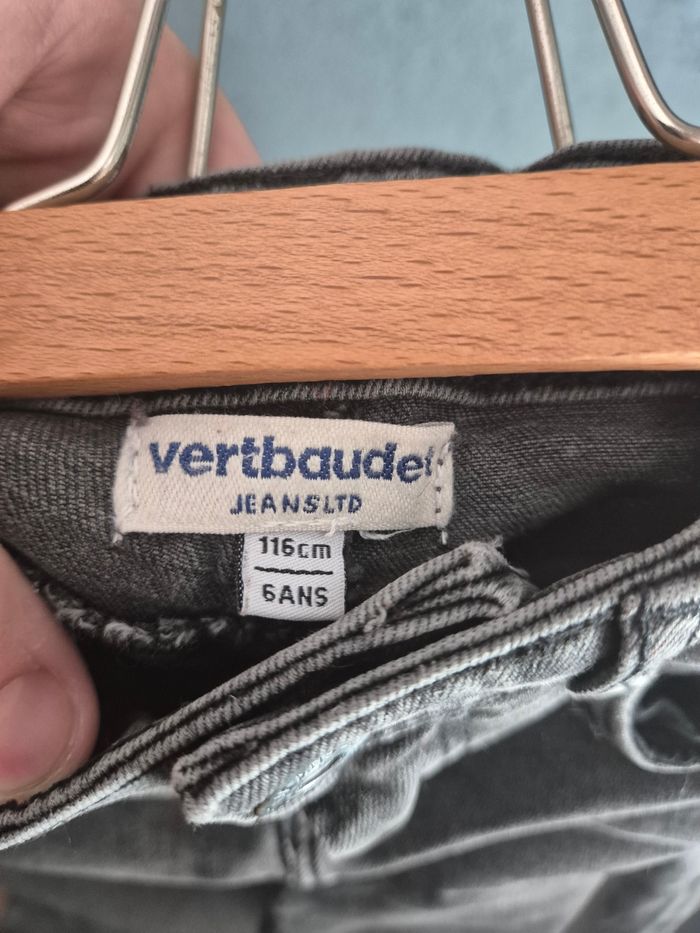 vertbaudet
JEANS LTD
116cm
6ANS